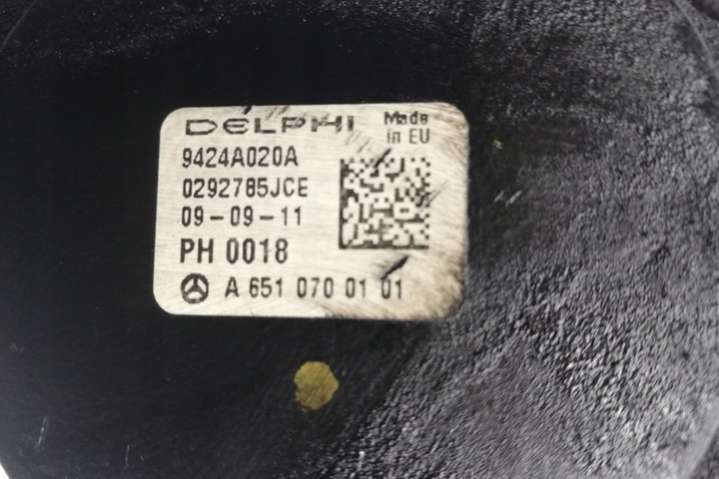 DELPHI Made in EU
9424A020A
0292785JCE
09-09-11
PH 0018
A 651 070 01 01